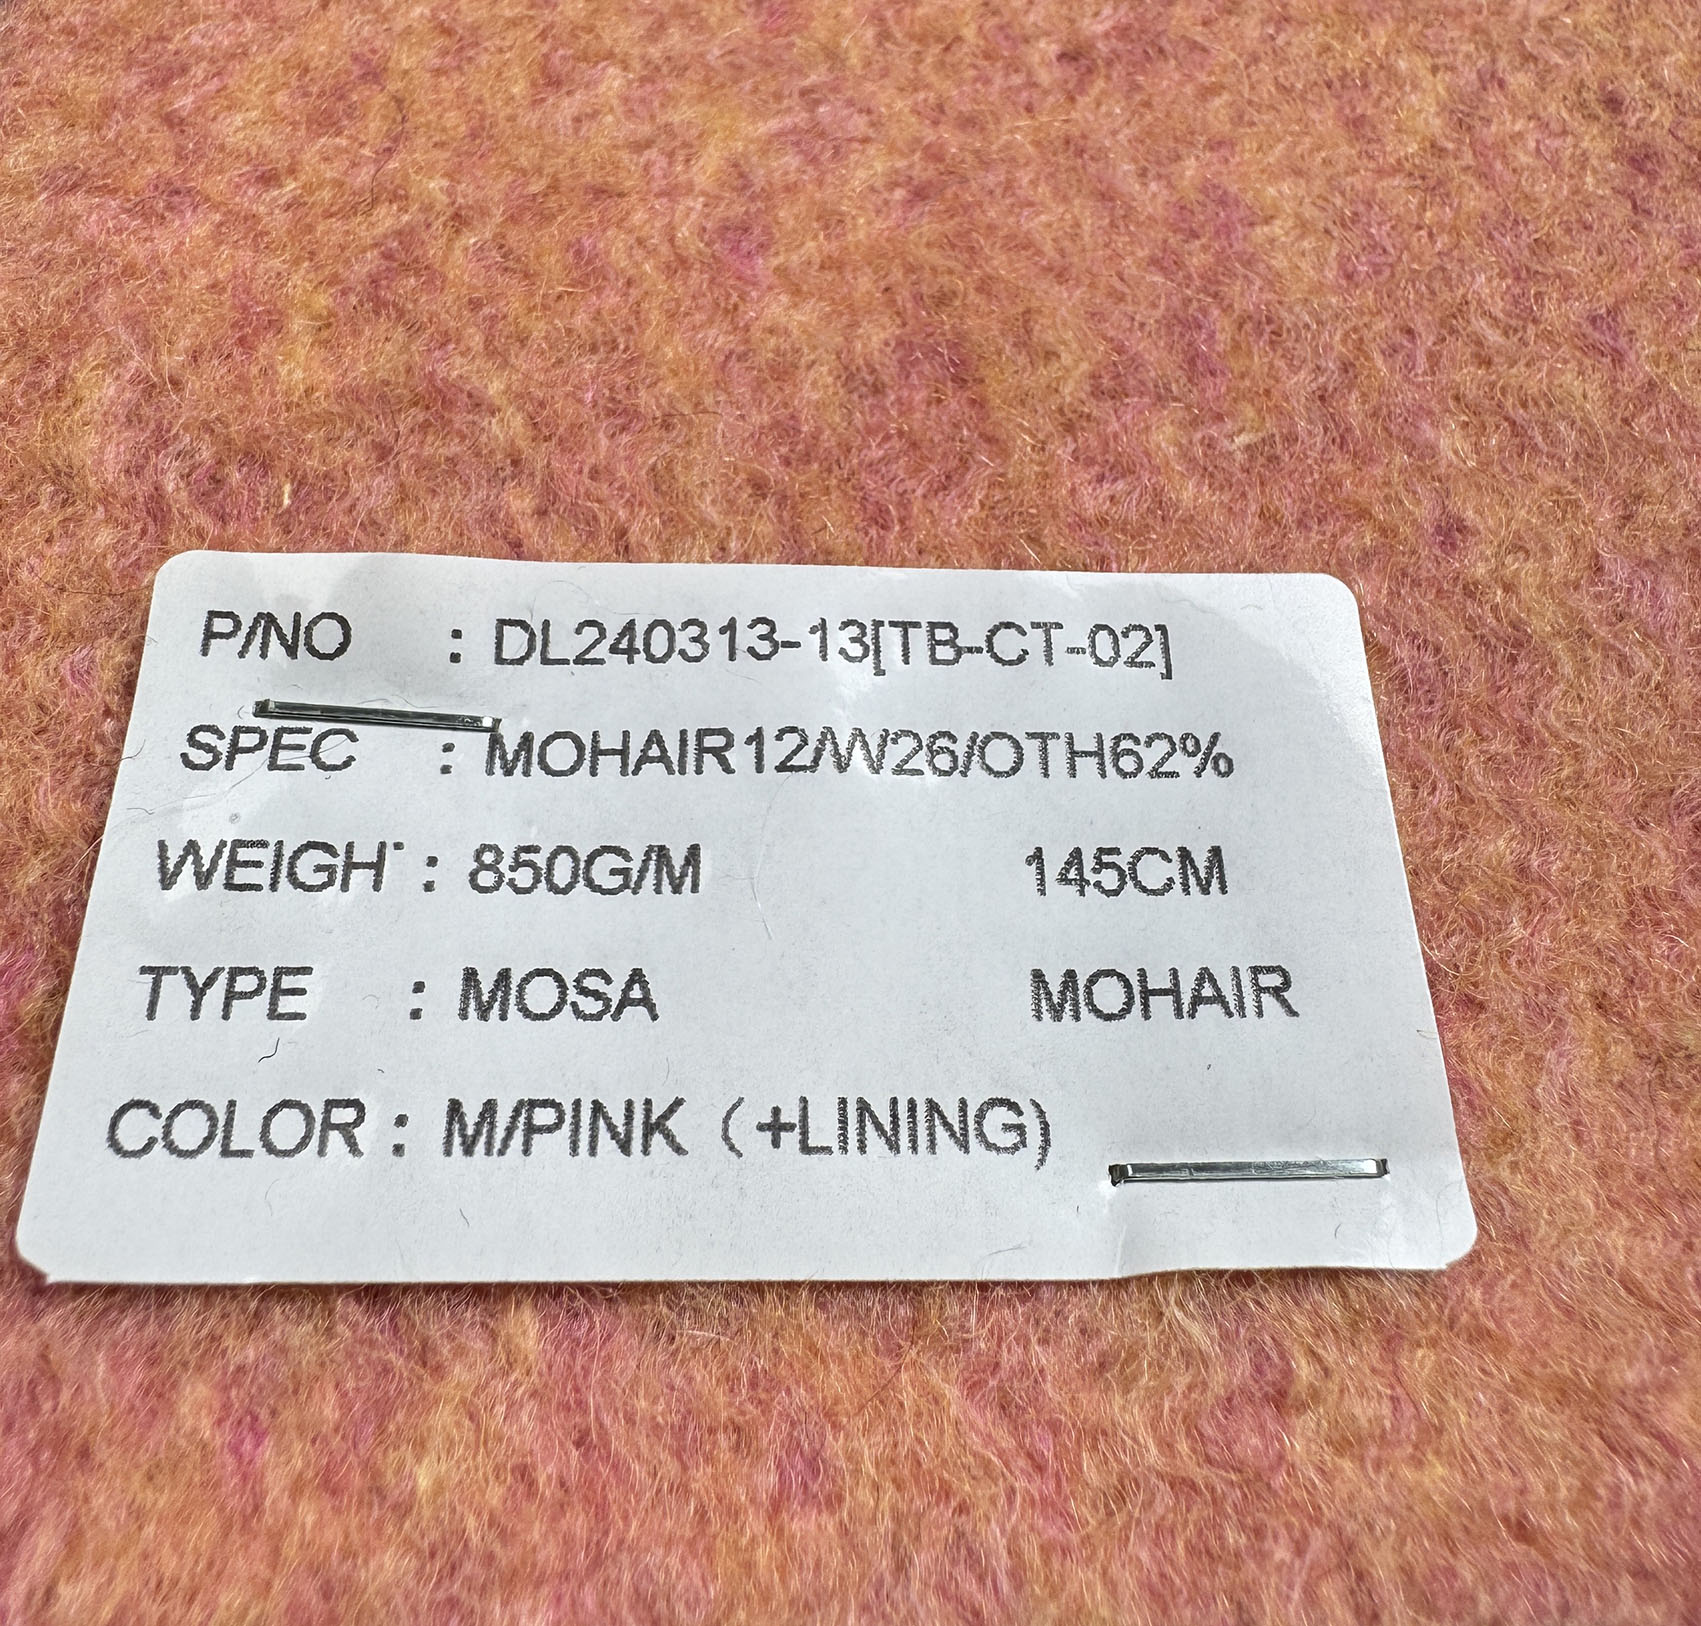 P/NO : DL240313-13[TB-CT-02]
SPEC : MOHAIR12/W26/OTH62%
WEIGH : 850G/M 145CM
TYPE : MOSA MOHAIR
COLOR : M/PINK (+LINING)